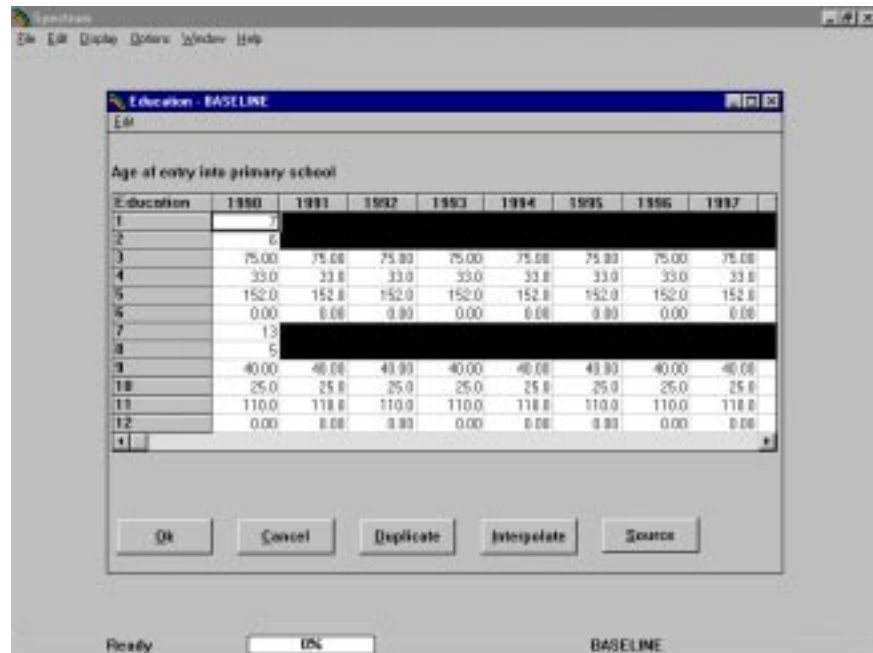 Spectrum
File Edit Display Options Window Help
Education - BASELINE
Edit
Age of entry into primary school
Education 1990 1991 1992 1993 1994 1995 1996 1997
1 7
2 6
3 75.00 75.00 75.00 75.00 75.00 75.00 75.00 75.00
4 33.0 33.0 33.0 33.0 33.0 33.0 33.0 33.0
5 152.0 152.0 152.0 152.0 152.0 152.0 152.0 152.0
6 0.00 0.00 0.00 0.00 0.00 0.00 0.00 0.00
7 13
8 5
9 40.00 40.00 40.00 40.00 40.00 40.00 40.00 40.00
10 25.0 25.0 25.0 25.0 25.0 25.0 25.0 25.0
11 110.0 110.0 110.0 110.0 110.0 110.0 110.0 110.0
12 0.00 0.00 0.00 0.00 0.00 0.00 0.00 0.00
Ok Cancel Duplicate Interpolate Source
Ready 0% BASELINE